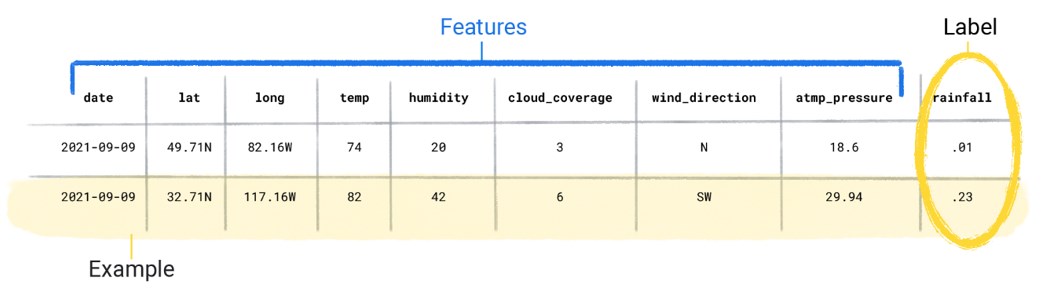 Features Label
date lat long temp humidity cloud_coverage wind_direction atmp_pressure rainfall
2021-09-09 49.71N 82.16W 74 20 3 N 18.6 .01
2021-09-09 32.71N 117.16W 82 42 6 SW 29.94 .23
Example